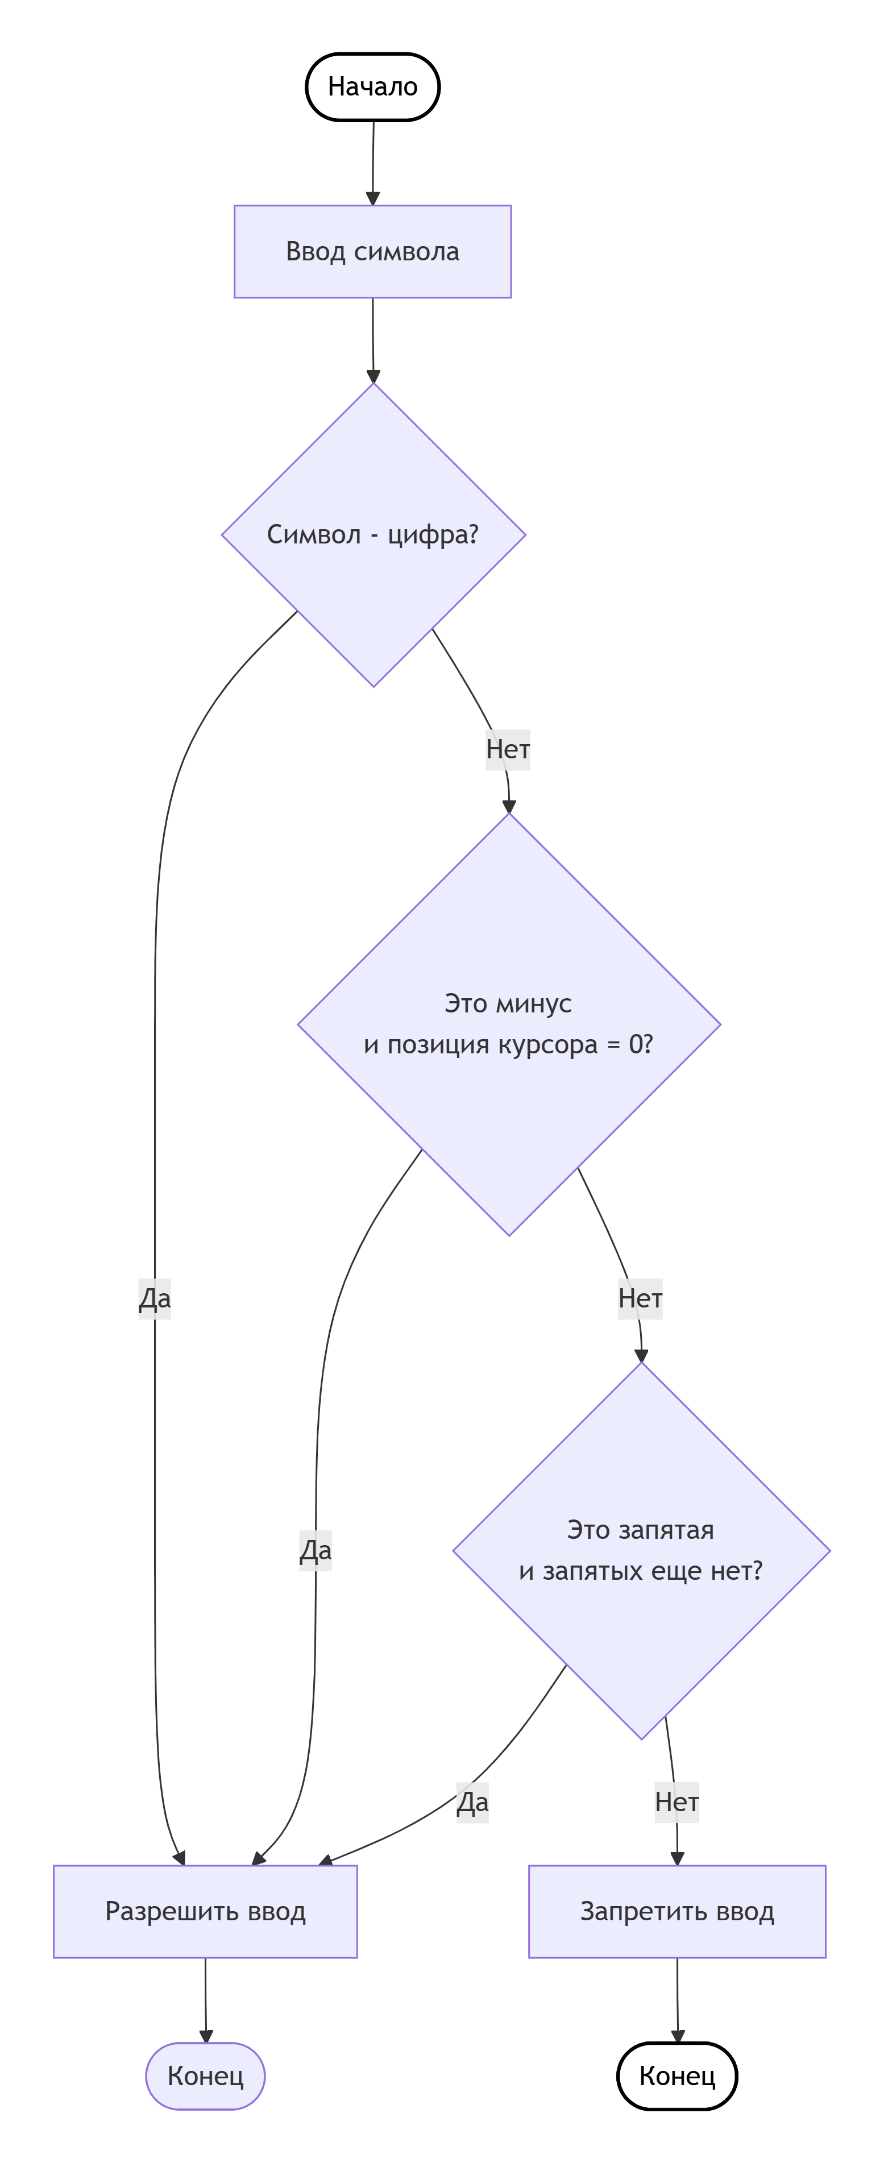 Начало
Ввод символа
Символ - цифра?
Нет
Это минус
и позиция курсора = 0?
Да
Нет
Это запятая
и запятых еще нет?
Да
Да
Нет
Разрешить ввод
Запретить ввод
Конец
Конец